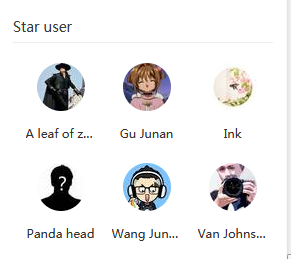 Star user
A leaf of z...
Gu Junan
Ink
?
Panda head
Wang Jun...
Van Johns...